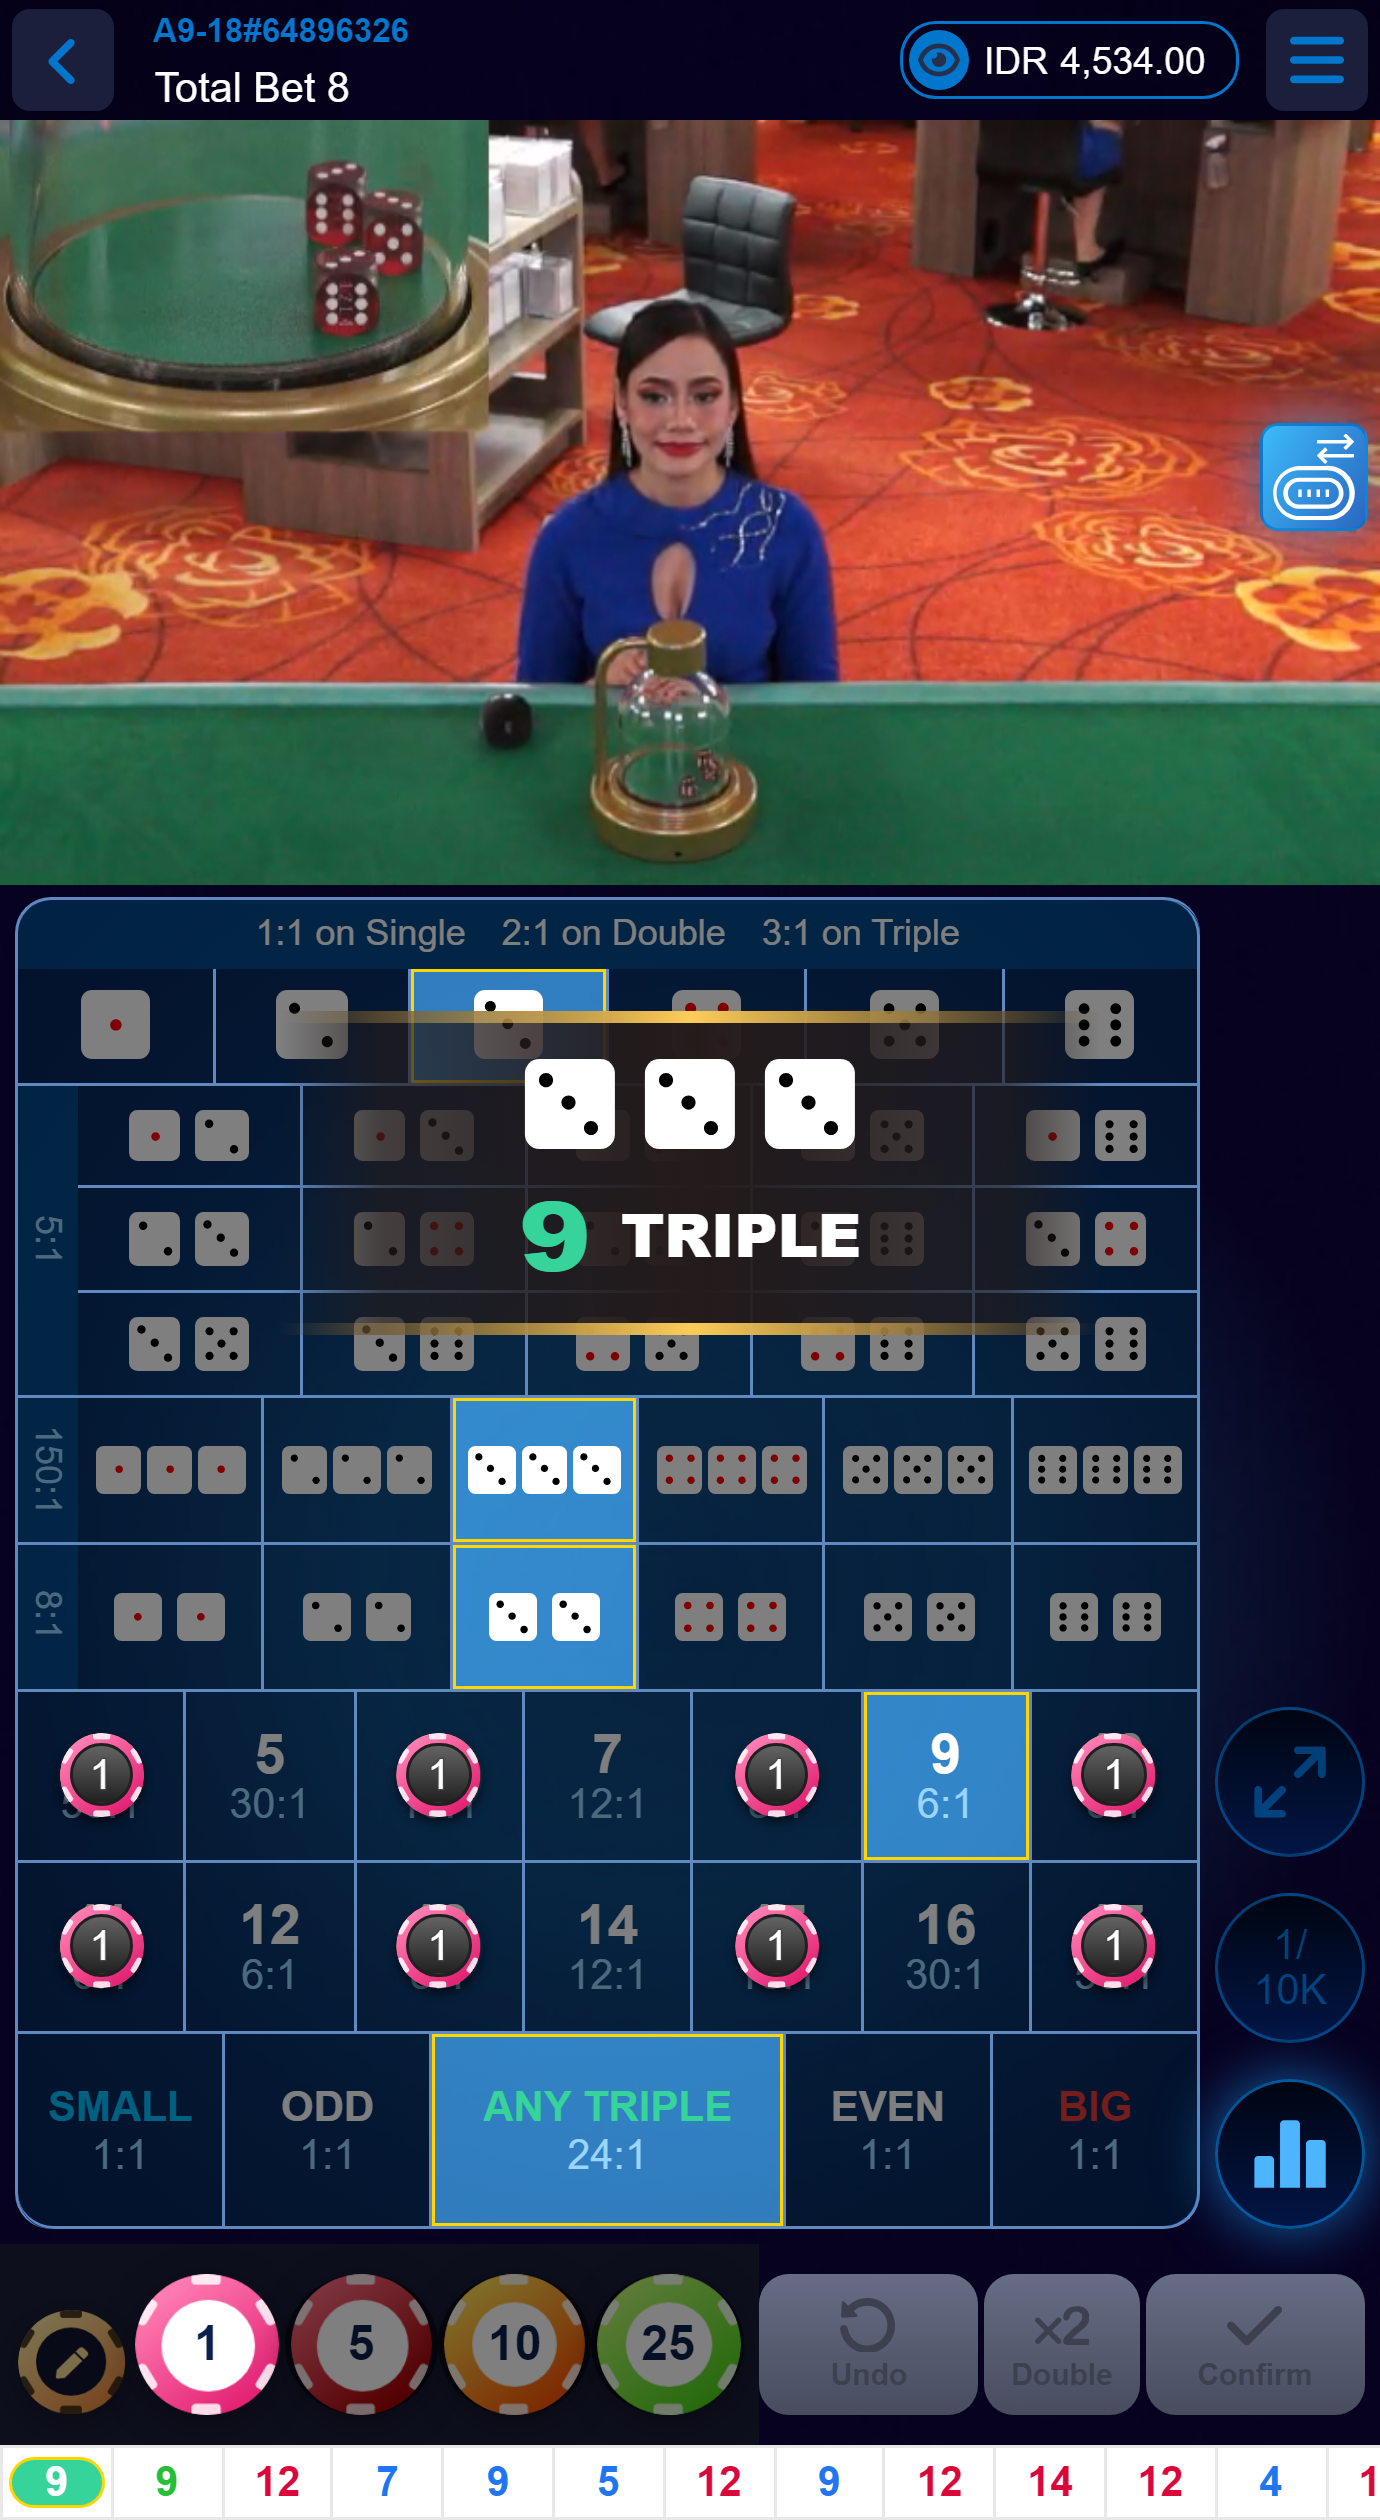 A9-18#64896326
Total Bet 8
IDR 4,534.00
1:1 on Single 2:1 on Double 3:1 on Triple
5:1
9 TRIPLE
150:1
8:1
1
5
30:1
1
7
12:1
1
9
6:1
1
1
12
6:1
1
14
12:1
1
16
30:1
1
1/
10K
SMALL
1:1
ODD
1:1
ANY TRIPLE
24:1
EVEN
1:1
BIG
1:1
1
5
10
25
Undo
x2
Double
Confirm
9 9 12 7 9 5 12 9 12 14 12 4